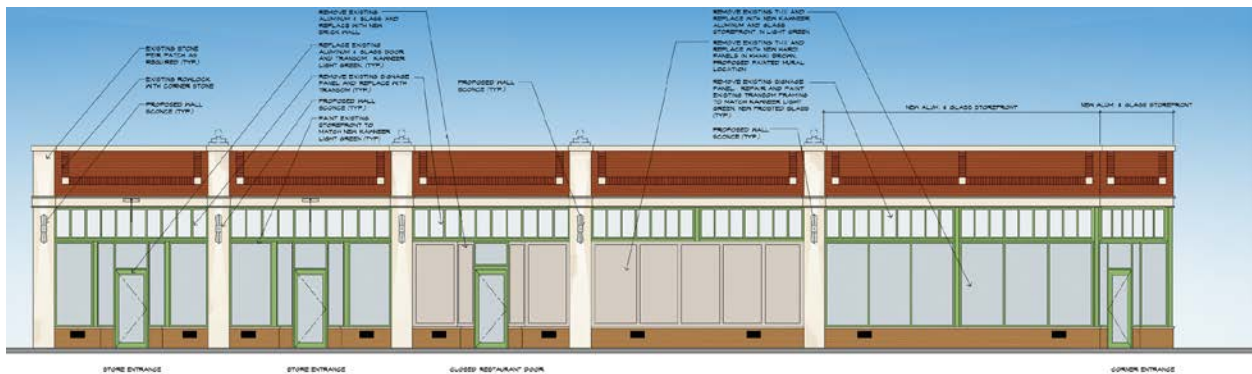 EXISTING STONE
PEIR PATCH AS
REQUIRED (TYP.)
EXISTING ROWLOCK
WITH CORNER STONE
PROPOSED WALL
SCONCE (TYP.)
REMOVE EXISTING
ALUMINUM & GLASS AND
REPLACE WITH NEW
BRICK WALL
REPLACE EXISTING
ALUMINUM & GLASS DOOR
AND TRANSOM. KAWNEER
LIGHT GREEN. (TYP.)
REMOVE EXISTING SIGNAGE
PANEL AND REPLACE WITH
TRANSOM (TYP.)
PROPOSED WALL
SCONCE (TYP.)
PAINT EXISTING
STOREFRONT TO
MATCH NEW KAWNEER
LIGHT GREEN (TYP.)
PROPOSED WALL
SCONCE (TYP.)
REMOVE EXISTING T-111 AND
REPLACE WITH NEW KAWNEER
ALUMINUM AND GLASS
STOREFRONT IN LIGHT GREEN
REMOVE EXISTING T-111 AND
REPLACE WITH NEW HARDI
PANELS IN KHAKI BROWN.
PROPOSED PAINTED MURAL
LOCATION
REMOVE EXISTING SIGNAGE
PANEL. REPAIR AND PAINT
EXISTING TRANSOM FRAMING
TO MATCH KAWNEER LIGHT
GREEN. NEW FROSTED GLASS
(TYP.)
PROPOSED WALL
SCONCE (TYP.)
NEW ALUM. & GLASS STOREFRONT
NEW ALUM. & GLASS STOREFRONT
STORE ENTRANCE
STORE ENTRANCE
CLOSED RESTAURANT DOOR
CORNER ENTRANCE